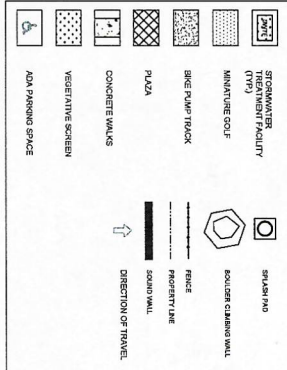 STORMWATER
TREATMENT FACILITY
(TYP.)
MINIATURE GOLF
BIKE PUMP TRACK
PLAZA
CONCRETE WALKS
VEGETATIVE SCREEN
ADA PARKING SPACE
SPLASH PAD
BOULDER CLIMBING WALL
FENCE
PROPERTY LINE
SOUND WALL
DIRECTION OF TRAVEL